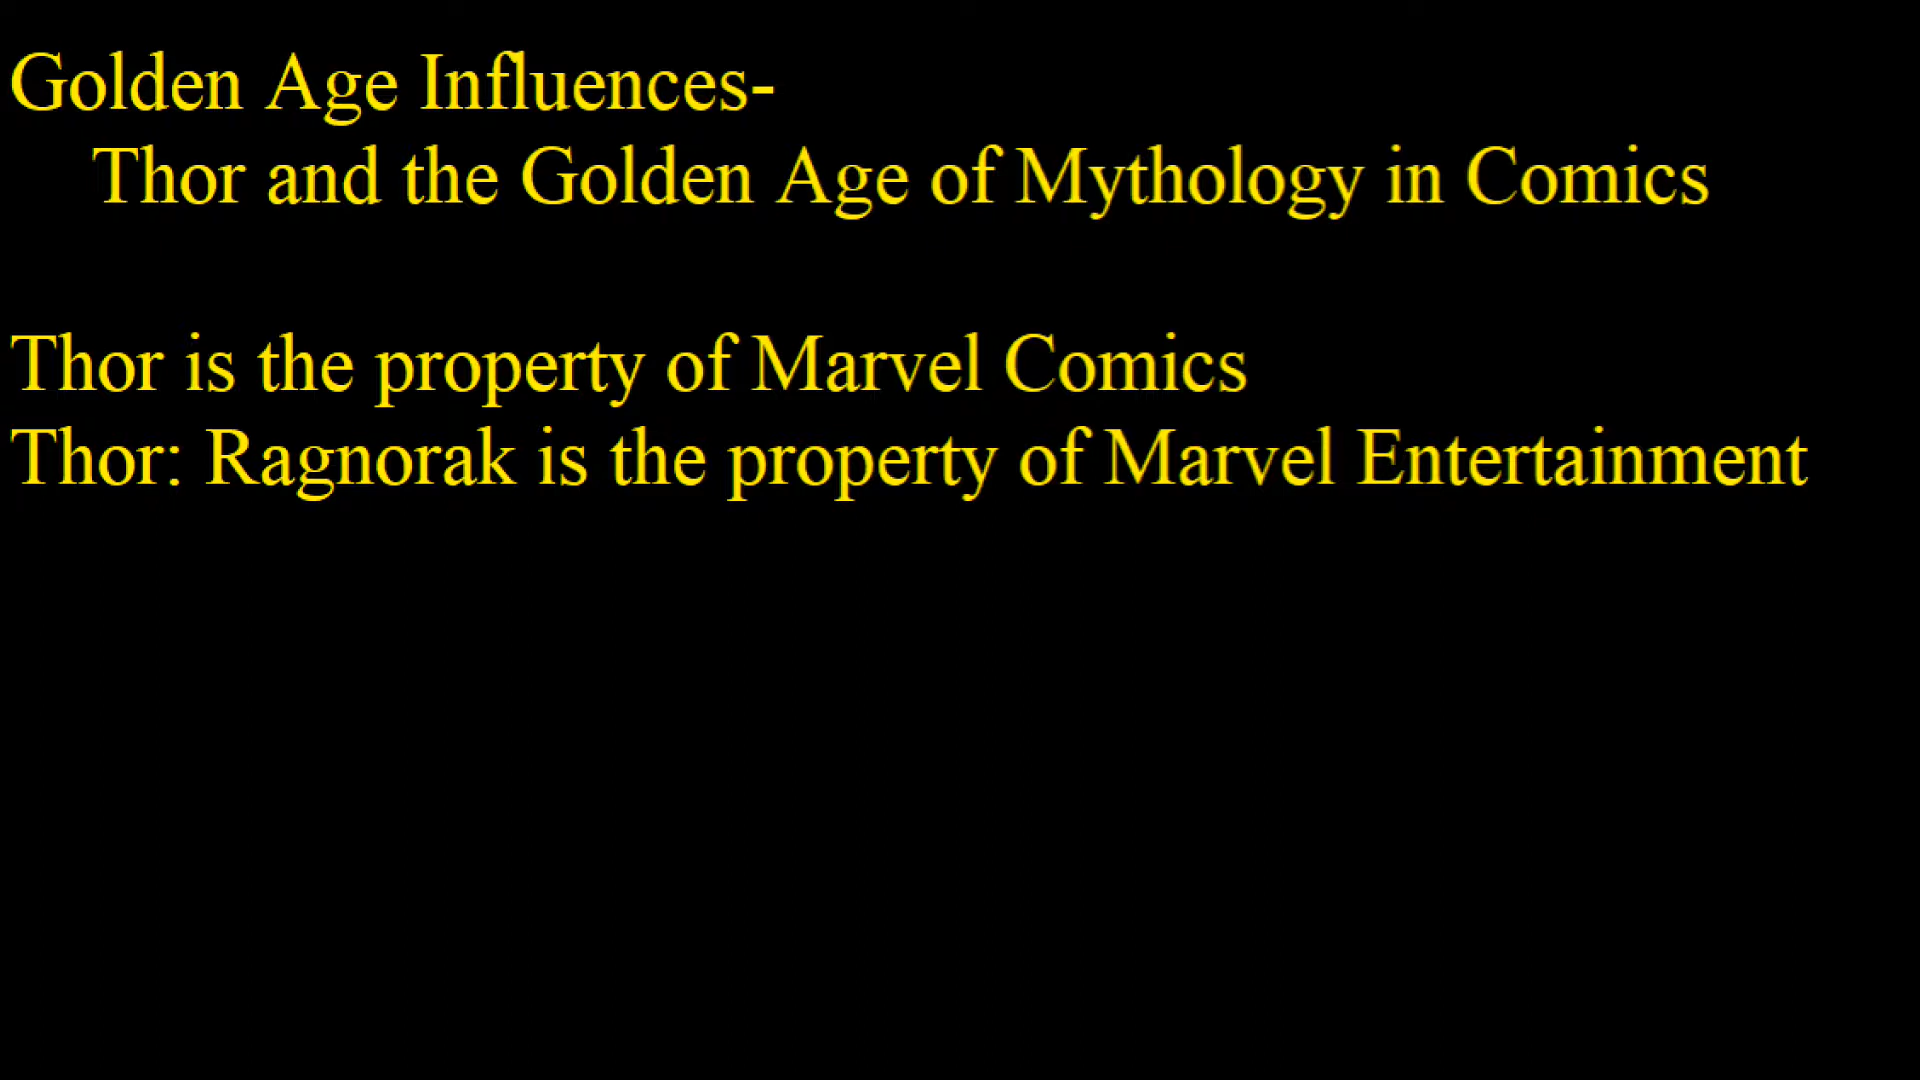 Golden Age Influences-
Thor and the Golden Age of Mythology in Comics
Thor is the property of Marvel Comics
Thor: Ragnorak is the property of Marvel Entertainment